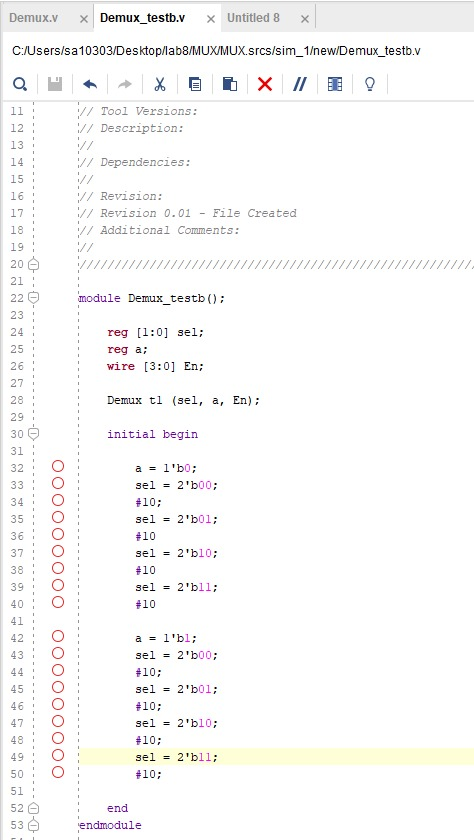 Demux.v × Demux_testb.v × Untitled 8 ×
C:/Users/sa10303/Desktop/lab8/MUX/MUX.srcs/sim_1/new/Demux_testb.v
11 // Tool Versions:
12 // Description:
13 //
14 // Dependencies:
15 //
16 // Revision:
17 // Revision 0.01 - File Created
18 // Additional Comments:
19 //
20 //////////////////////////////////////////////////////////
21
22 module Demux_testb();
23
24 reg [1:0] sel;
25 reg a;
26 wire [3:0] En;
27
28 Demux t1 (sel, a, En);
29
30 initial begin
31
32 a = 1'b0;
33 sel = 2'b00;
34 #10;
35 sel = 2'b01;
36 #10
37 sel = 2'b10;
38 #10
39 sel = 2'b11;
40 #10
41
42 a = 1'b1;
43 sel = 2'b00;
44 #10;
45 sel = 2'b01;
46 #10;
47 sel = 2'b10;
48 #10;
49 sel = 2'b11;
50 #10;
51
52 end
53 endmodule